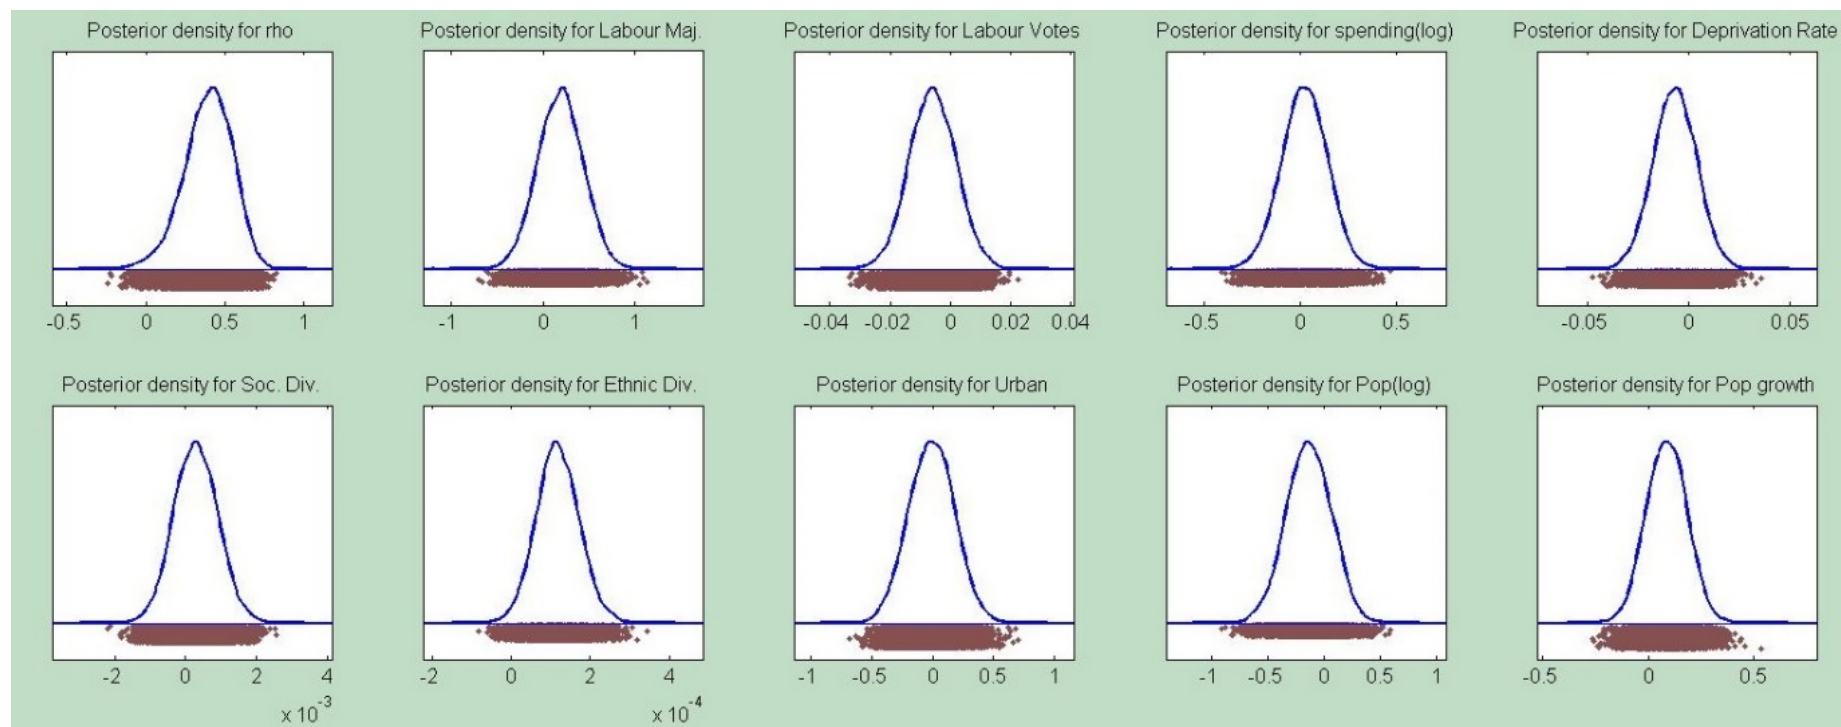 Posterior density for rho
Posterior density for Labour Maj.
Posterior density for Labour Votes
Posterior density for spending(log)
Posterior density for Deprivation Rate
-0.5 0 0.5 1
-1 0 1
-0.04 -0.02 0 0.02 0.04
-0.5 0 0.5
-0.05 0 0.05
Posterior density for Soc. Div.
Posterior density for Ethnic Div.
Posterior density for Urban
Posterior density for Pop(log)
Posterior density for Pop growth
-2 0 2 4
x 10^-3
-2 0 2 4
x 10^-4
-1 -0.5 0 0.5 1
-1 -0.5 0 0.5 1
-0.5 0 0.5